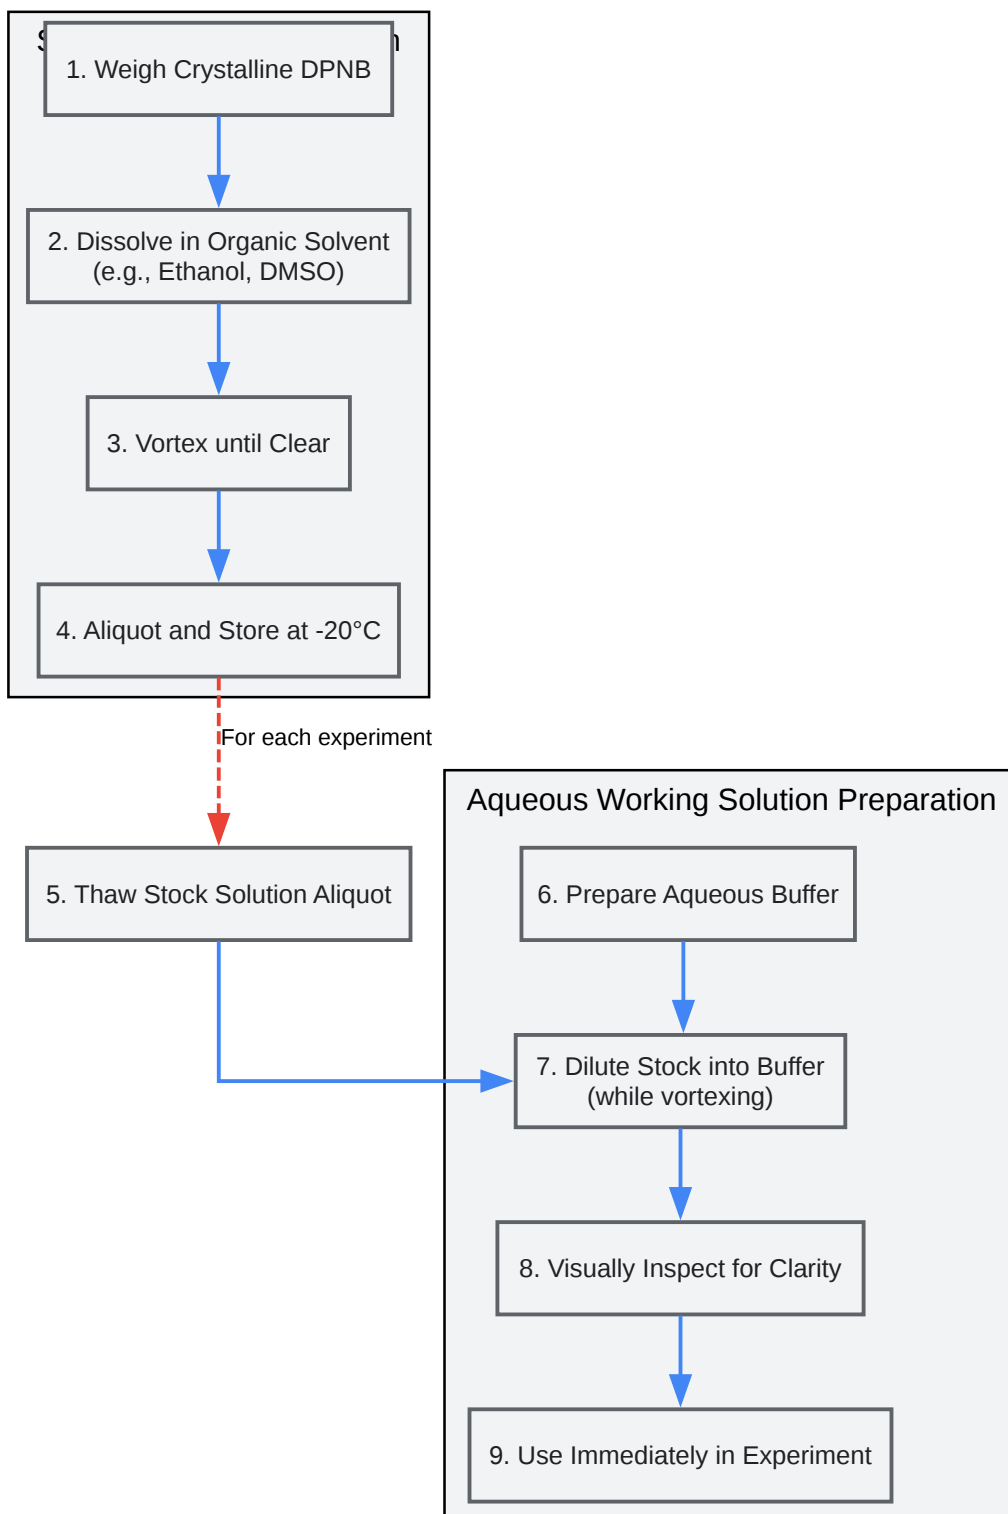 1. Weigh Crystalline DPNB
2. Dissolve in Organic Solvent
(e.g., Ethanol, DMSO)
3. Vortex until Clear
4. Aliquot and Store at -20°C
For each experiment
5. Thaw Stock Solution Aliquot
Aqueous Working Solution Preparation
6. Prepare Aqueous Buffer
7. Dilute Stock into Buffer
(while vortexing)
8. Visually Inspect for Clarity
9. Use Immediately in Experiment